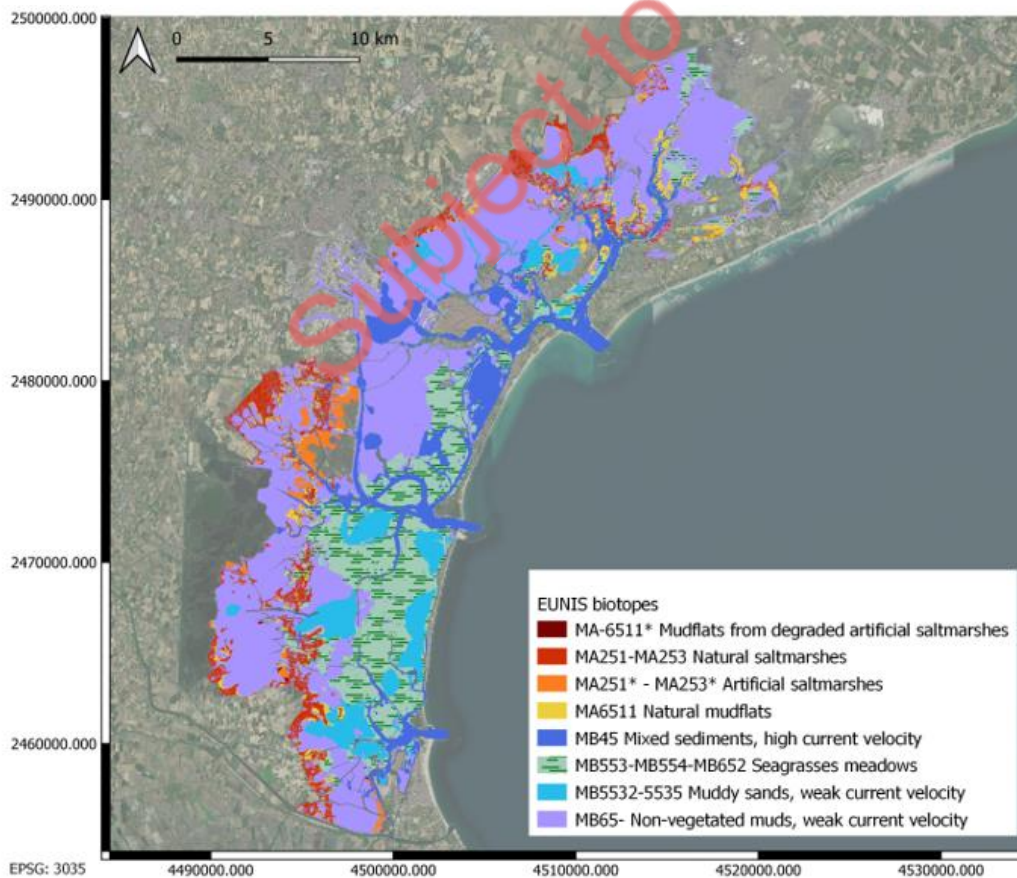 2500000.000
0 5 10 km
Subject to
2490000.000
2480000.000
2470000.000
2460000.000
EUNIS biotopes
MA-6511* Mudflats from degraded artificial saltmarshes
MA251-MA253 Natural saltmarshes
MA251* - MA253* Artificial saltmarshes
MA6511 Natural mudflats
MB45 Mixed sediments, high current velocity
MB553-MB554-MB652 Seagrasses meadows
MB5532-5535 Muddy sands, weak current velocity
MB65- Non-vegetated muds, weak current velocity
EPSG: 3035
4490000.000 4500000.000 4510000.000 4520000.000 4530000.000